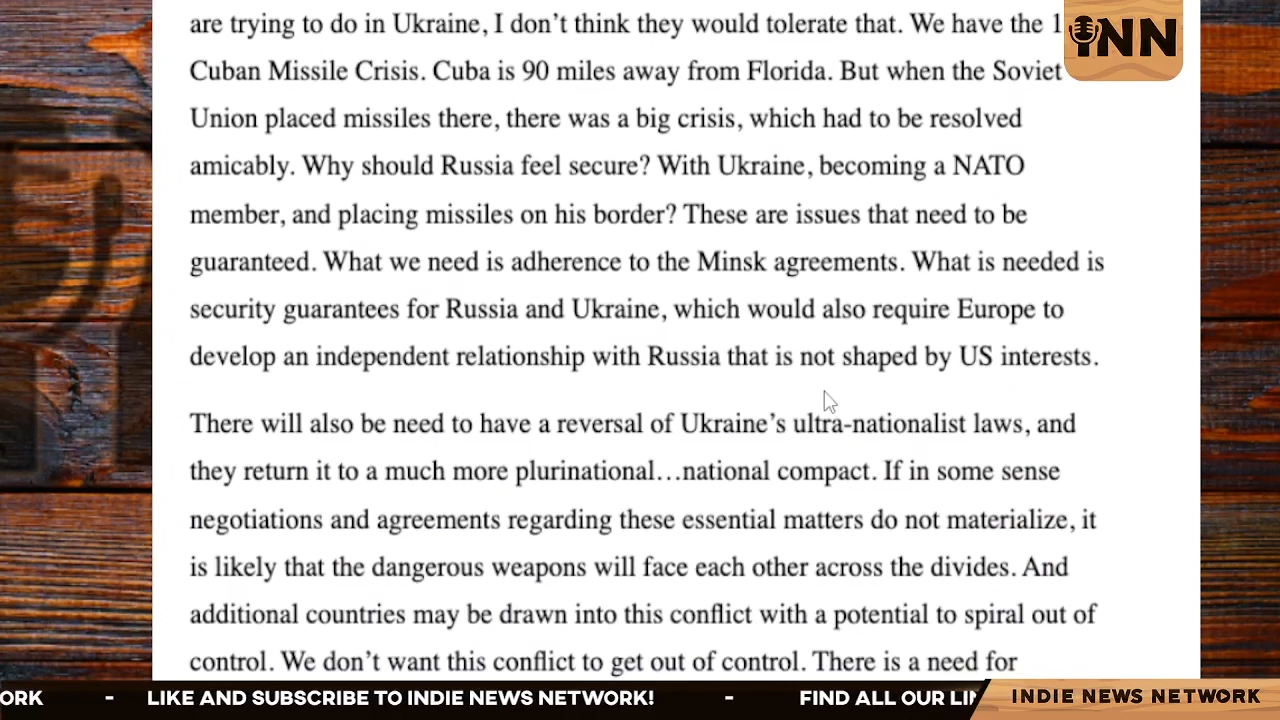 are trying to do in Ukraine, I don’t think they would tolerate that. We have the 1
iNN
Cuban Missile Crisis. Cuba is 90 miles away from Florida. But when the Soviet
Union placed missiles there, there was a big crisis, which had to be resolved
amicably. Why should Russia feel secure? With Ukraine, becoming a NATO
member, and placing missiles on his border? These are issues that need to be
guaranteed. What we need is adherence to the Minsk agreements. What is needed is
security guarantees for Russia and Ukraine, which would also require Europe to
develop an independent relationship with Russia that is not shaped by US interests.
There will also be need to have a reversal of Ukraine’s ultra-nationalist laws, and
they return it to a much more plurinational…national compact. If in some sense
negotiations and agreements regarding these essential matters do not materialize, it
is likely that the dangerous weapons will face each other across the divides. And
additional countries may be drawn into this conflict with a potential to spiral out of
control. We don’t want this conflict to get out of control. There is a need for
ORK - LIKE AND SUBSCRIBE TO INDIE NEWS NETWORK! - FIND ALL OUR LIN
INDIE NEWS NETWORK